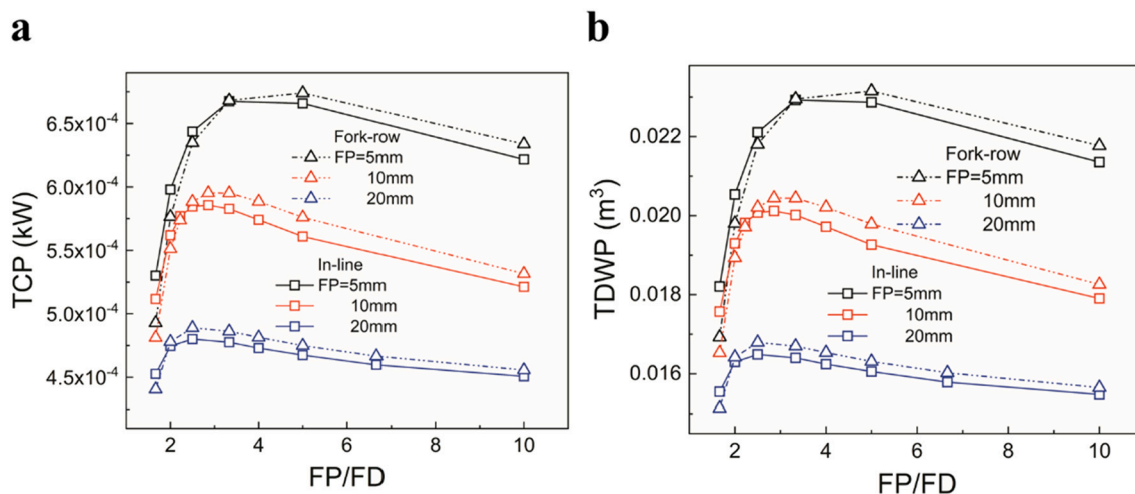 a
TCP (kW)
6.5x10⁻⁴
6.0x10⁻⁴
5.5x10⁻⁴
5.0x10⁻⁴
4.5x10⁻⁴
Fork-row
FP=5mm
10mm
20mm
In-line
FP=5mm
10mm
20mm
2 4 6 8 10
FP/FD
b
TDWP (m³)
0.022
0.020
0.018
0.016
Fork-row
FP=5mm
10mm
20mm
In-line
FP=5mm
10mm
20mm
2 4 6 8 10
FP/FD